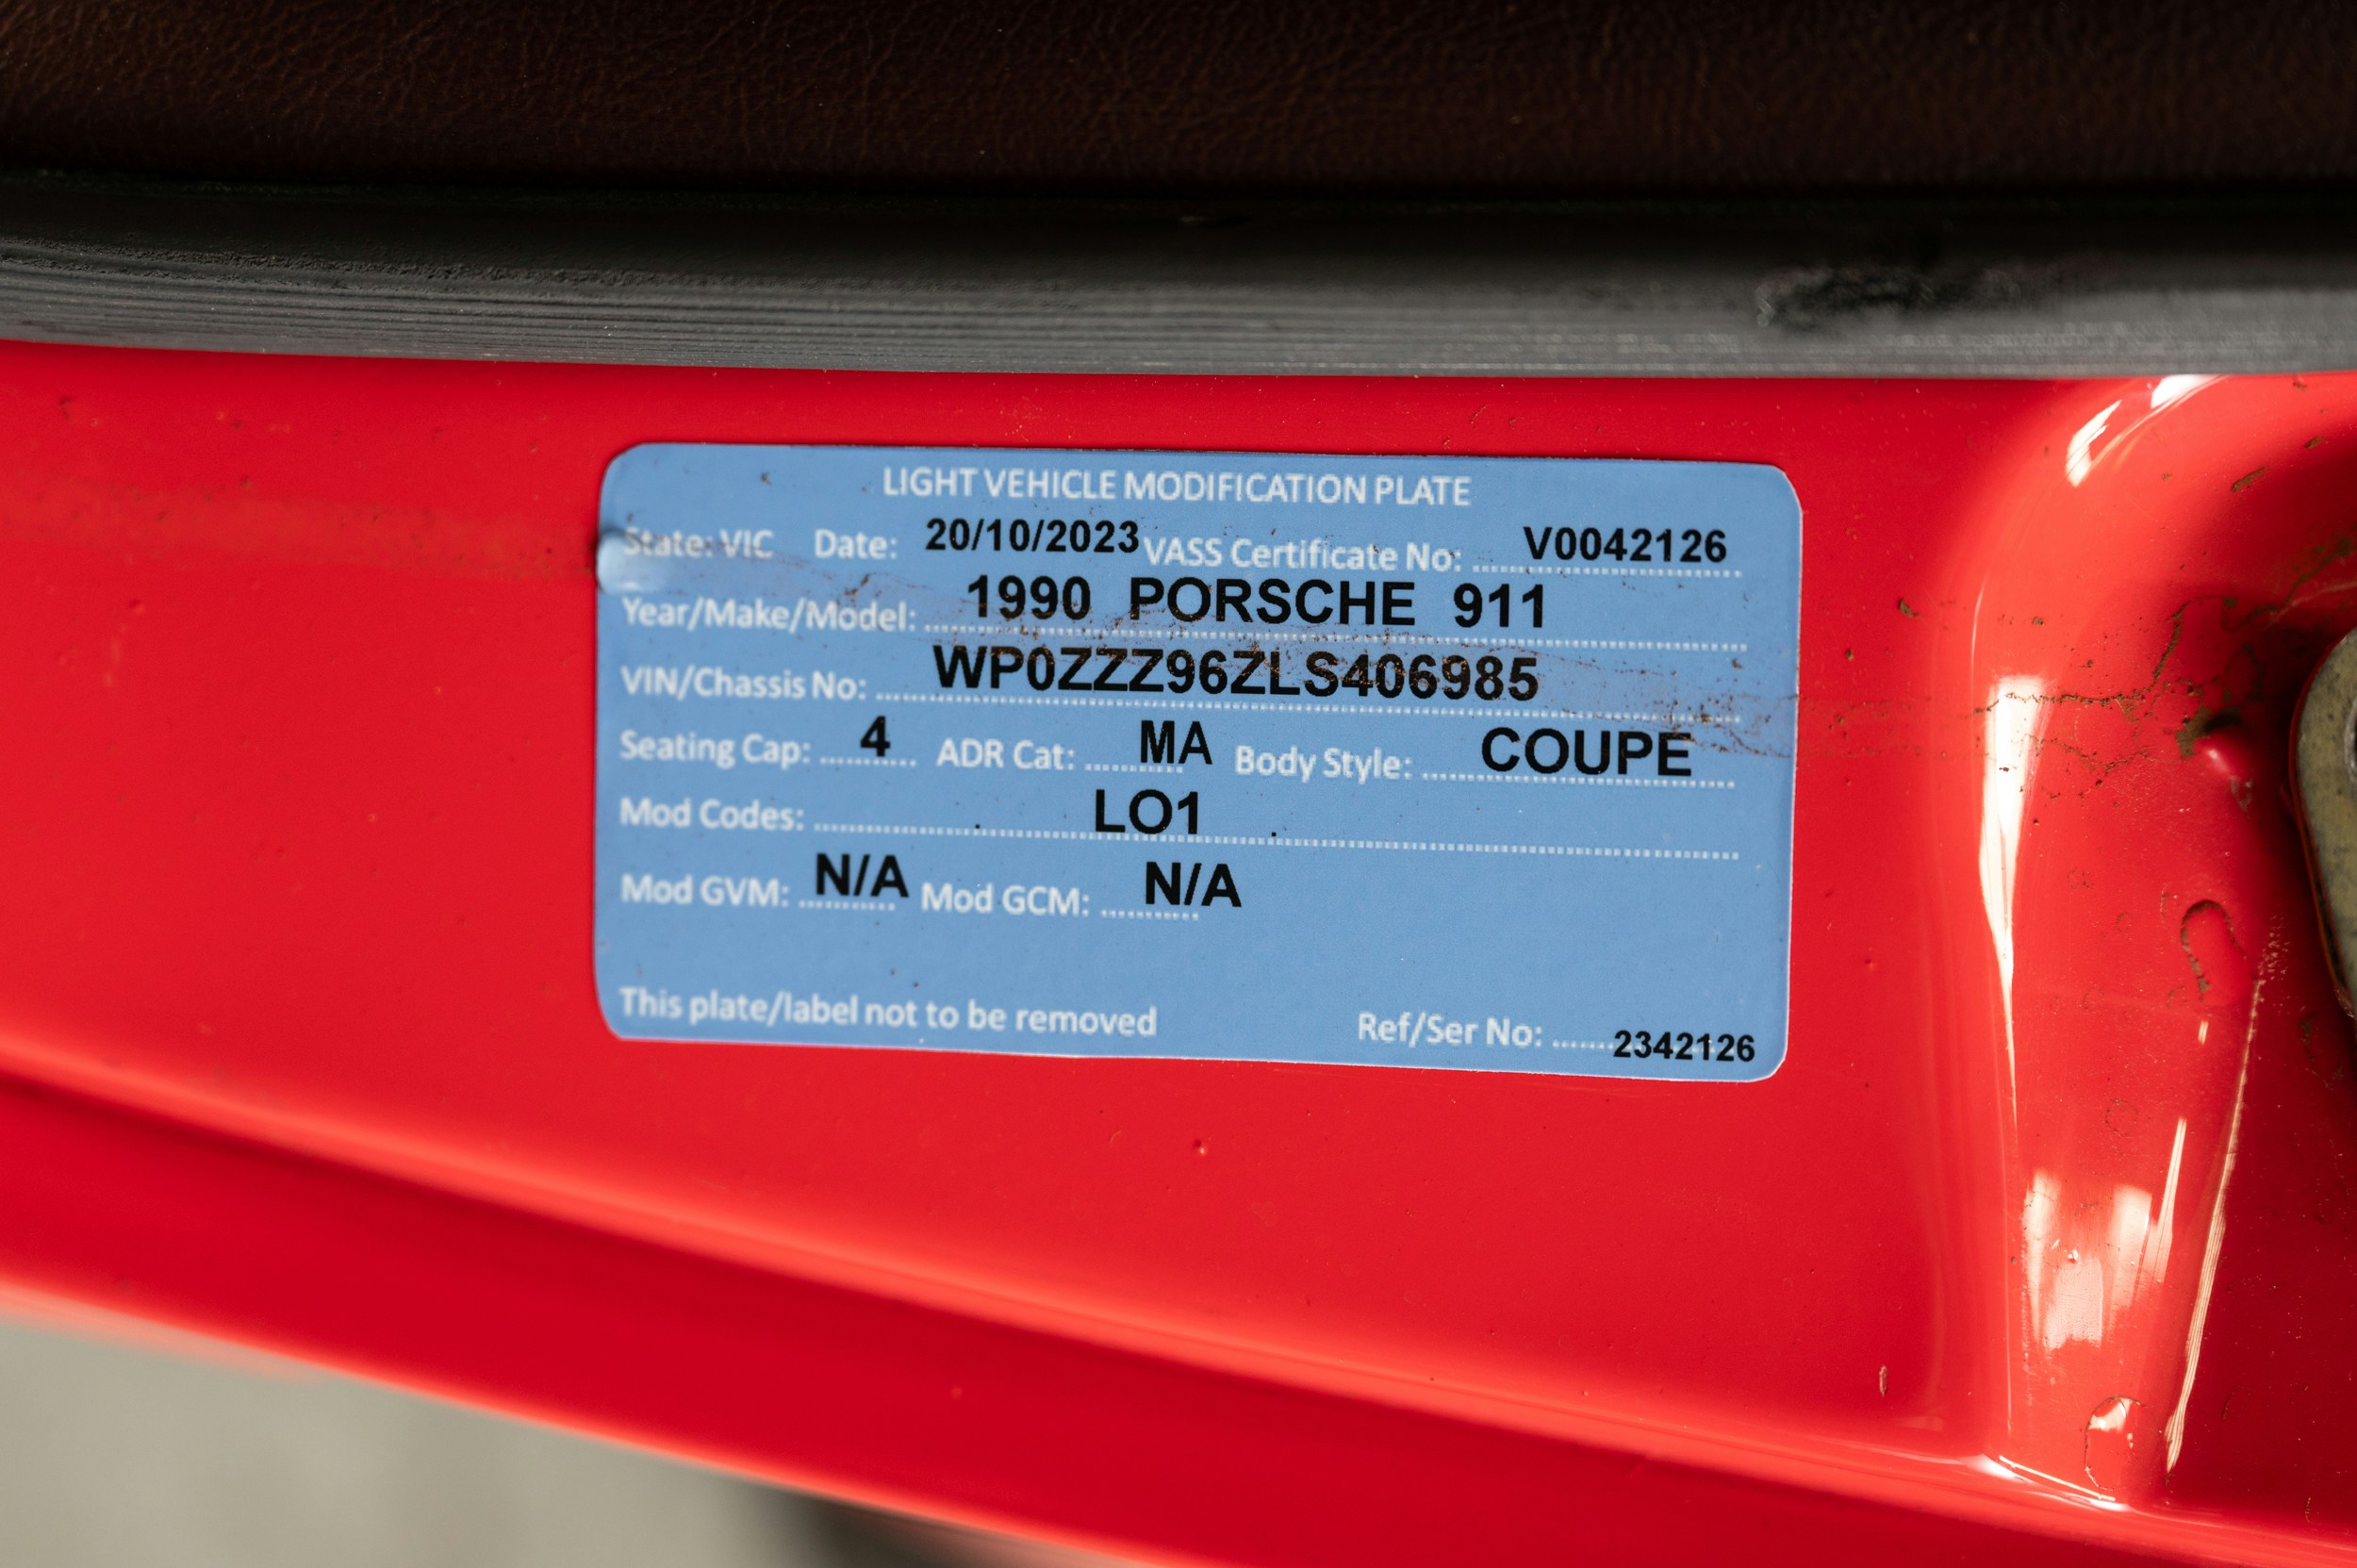 LIGHT VEHICLE MODIFICATION PLATE
State: VIC Date: 20/10/2023 VASS Certificate No: V0042126
Year/Make/Model: 1990 PORSCHE 911
VIN/Chassis No: WP0ZZZ96ZLS406985
Seating Cap: 4 ADR Cat: MA Body Style: COUPE
Mod Codes: LO1
Mod GVM: N/A Mod GCM: N/A
This plate/label not to be removed Ref/Ser No: 2342126